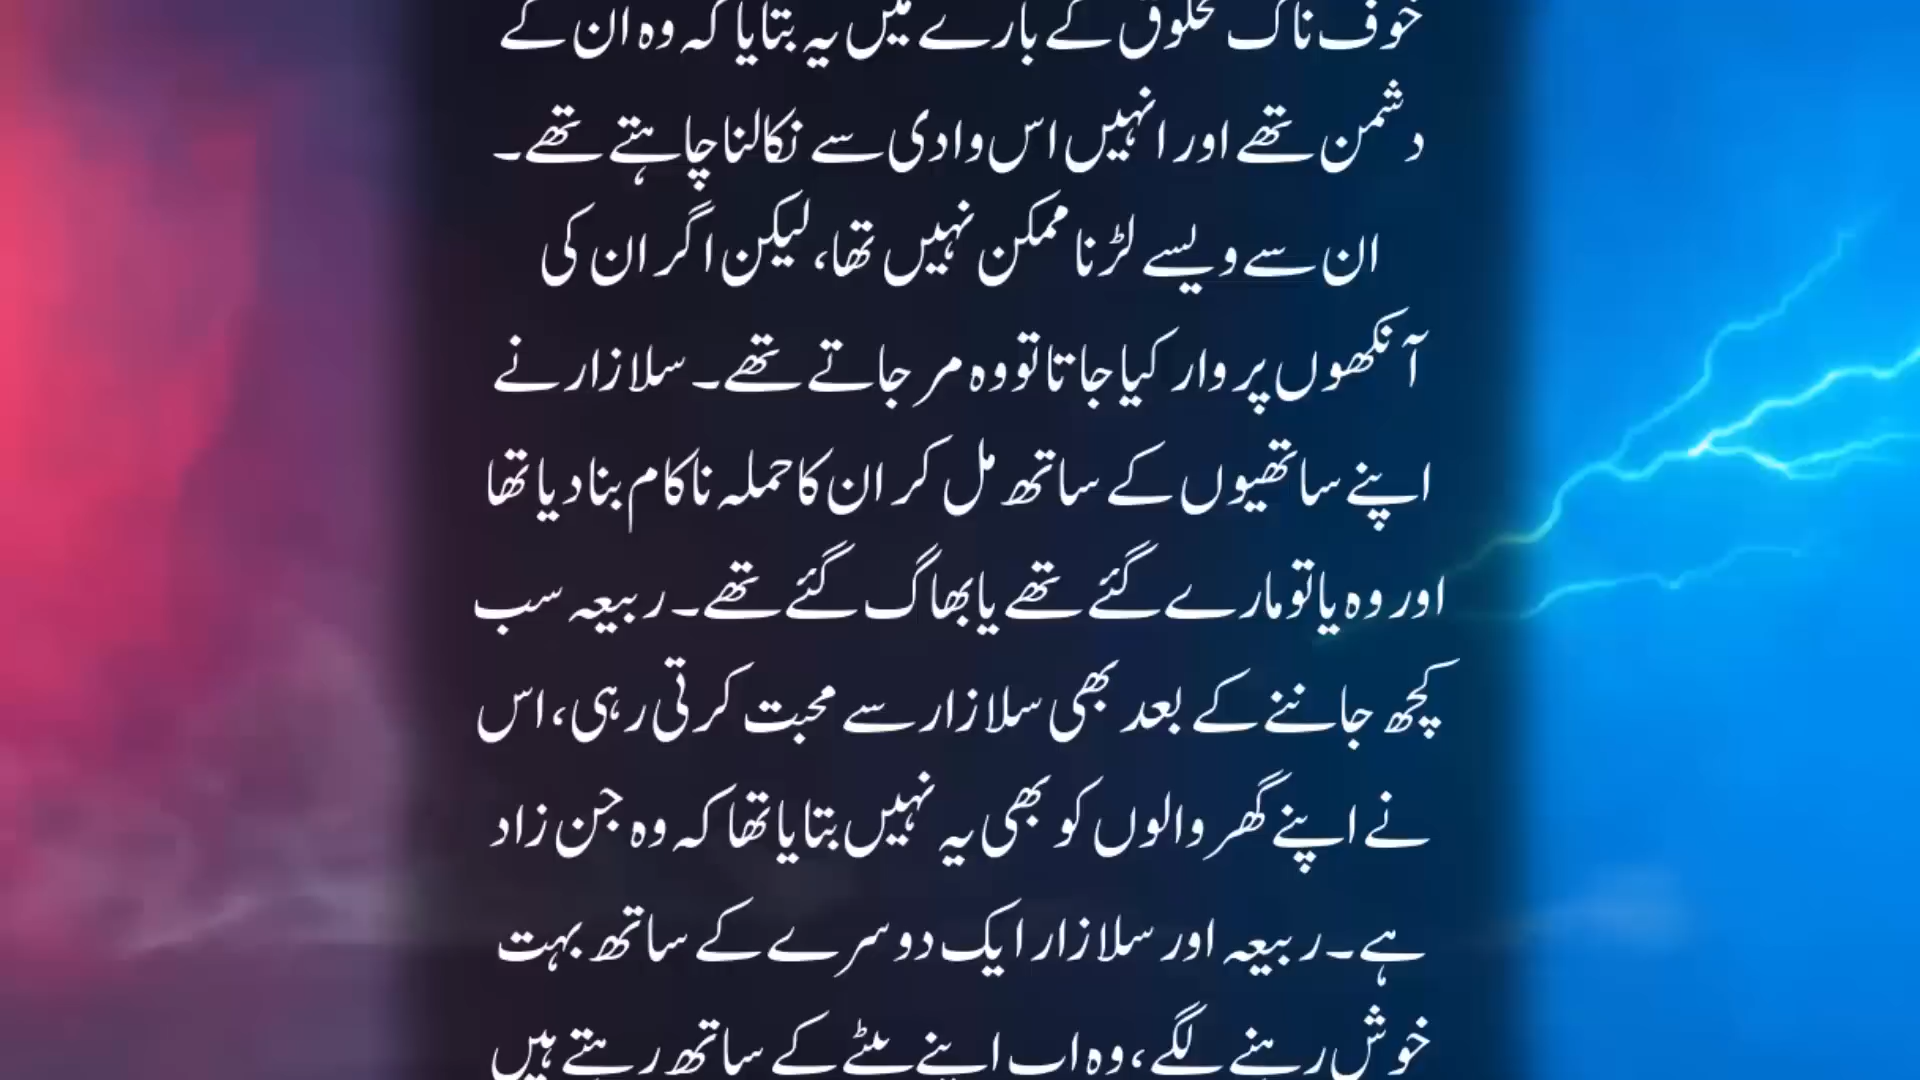 خوف ناک مخلوق کے بارے میں یہ بتایا کہ وہ ان کے
دشمن تھے اور انہیں اس وادی سے نکالنا چاہتے تھے۔
ان سے ویسے لڑنا ممکن نہیں تھا، لیکن اگر ان کی
آنکھوں پر وار کیا جاتا تو وہ مر جاتے تھے۔ سلازار نے
اپنے ساتھیوں کے ساتھ مل کر ان کا حملہ ناکام بنا دیا تھا
اور وہ یا تو مارے گئے تھے یا بھاگ گئے تھے۔ ربیعہ سب
کچھ جاننے کے بعد بھی سلازار سے محبت کرتی رہی، اس
نے اپنے گھر والوں کو بھی یہ نہیں بتایا تھا کہ وہ جن زاد
ہے۔ ربیعہ اور سلازار ایک دوسرے کے ساتھ بہت
خوش رہنے لگے، وہ اب اپنے بیٹے کے ساتھ رہتے ہیں